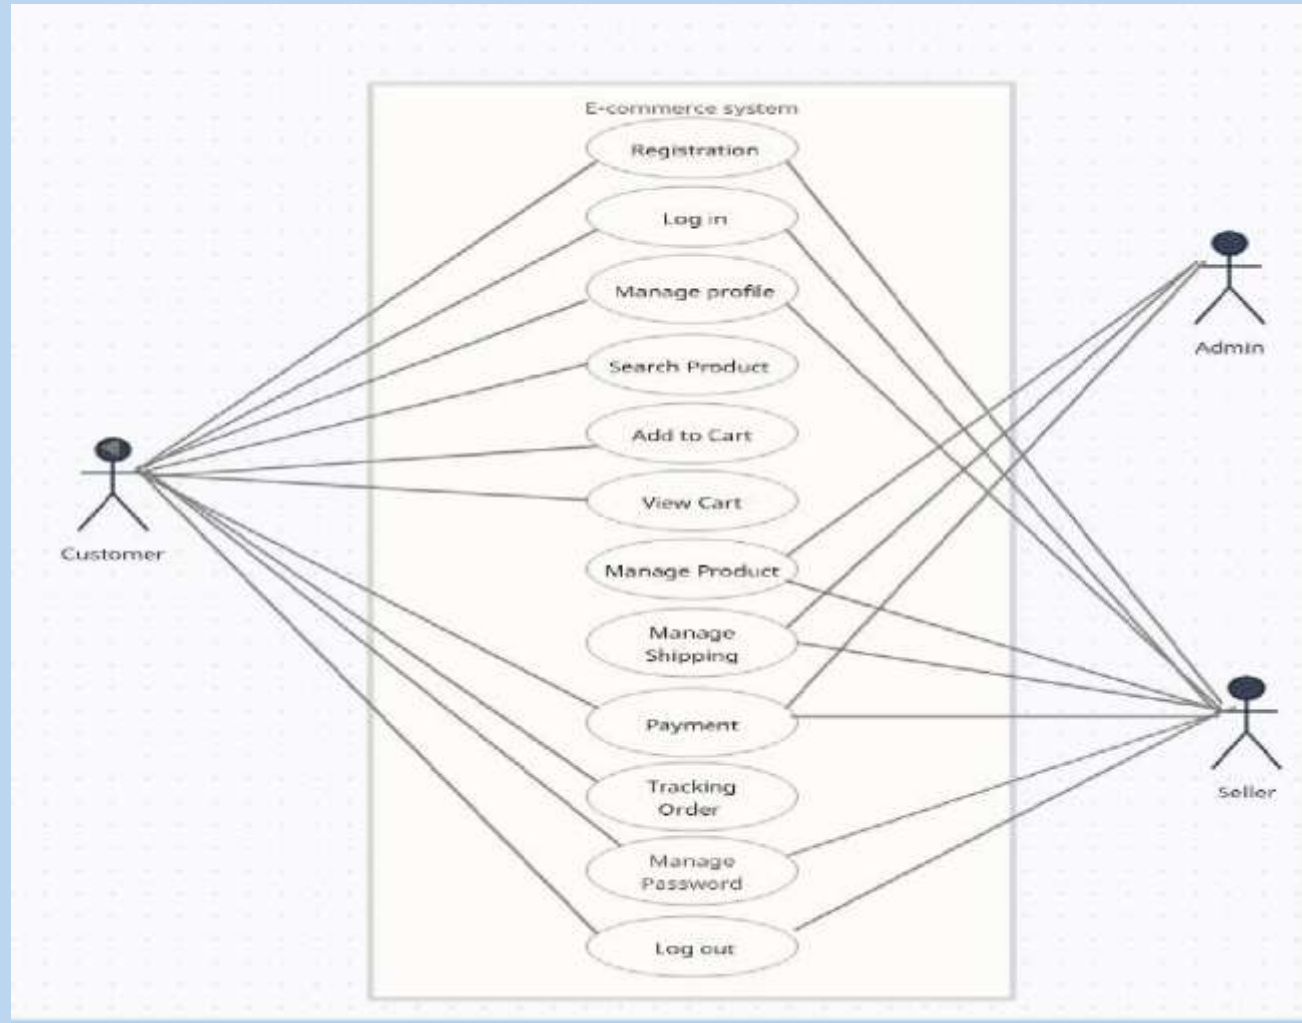 E-commerce system
Registration
Log in
Manage profile
Search Product
Add to Cart
View Cart
Manage Product
Manage
Shipping
Payment
Tracking
Order
Manage
Password
Log out
Customer
Admin
Seller